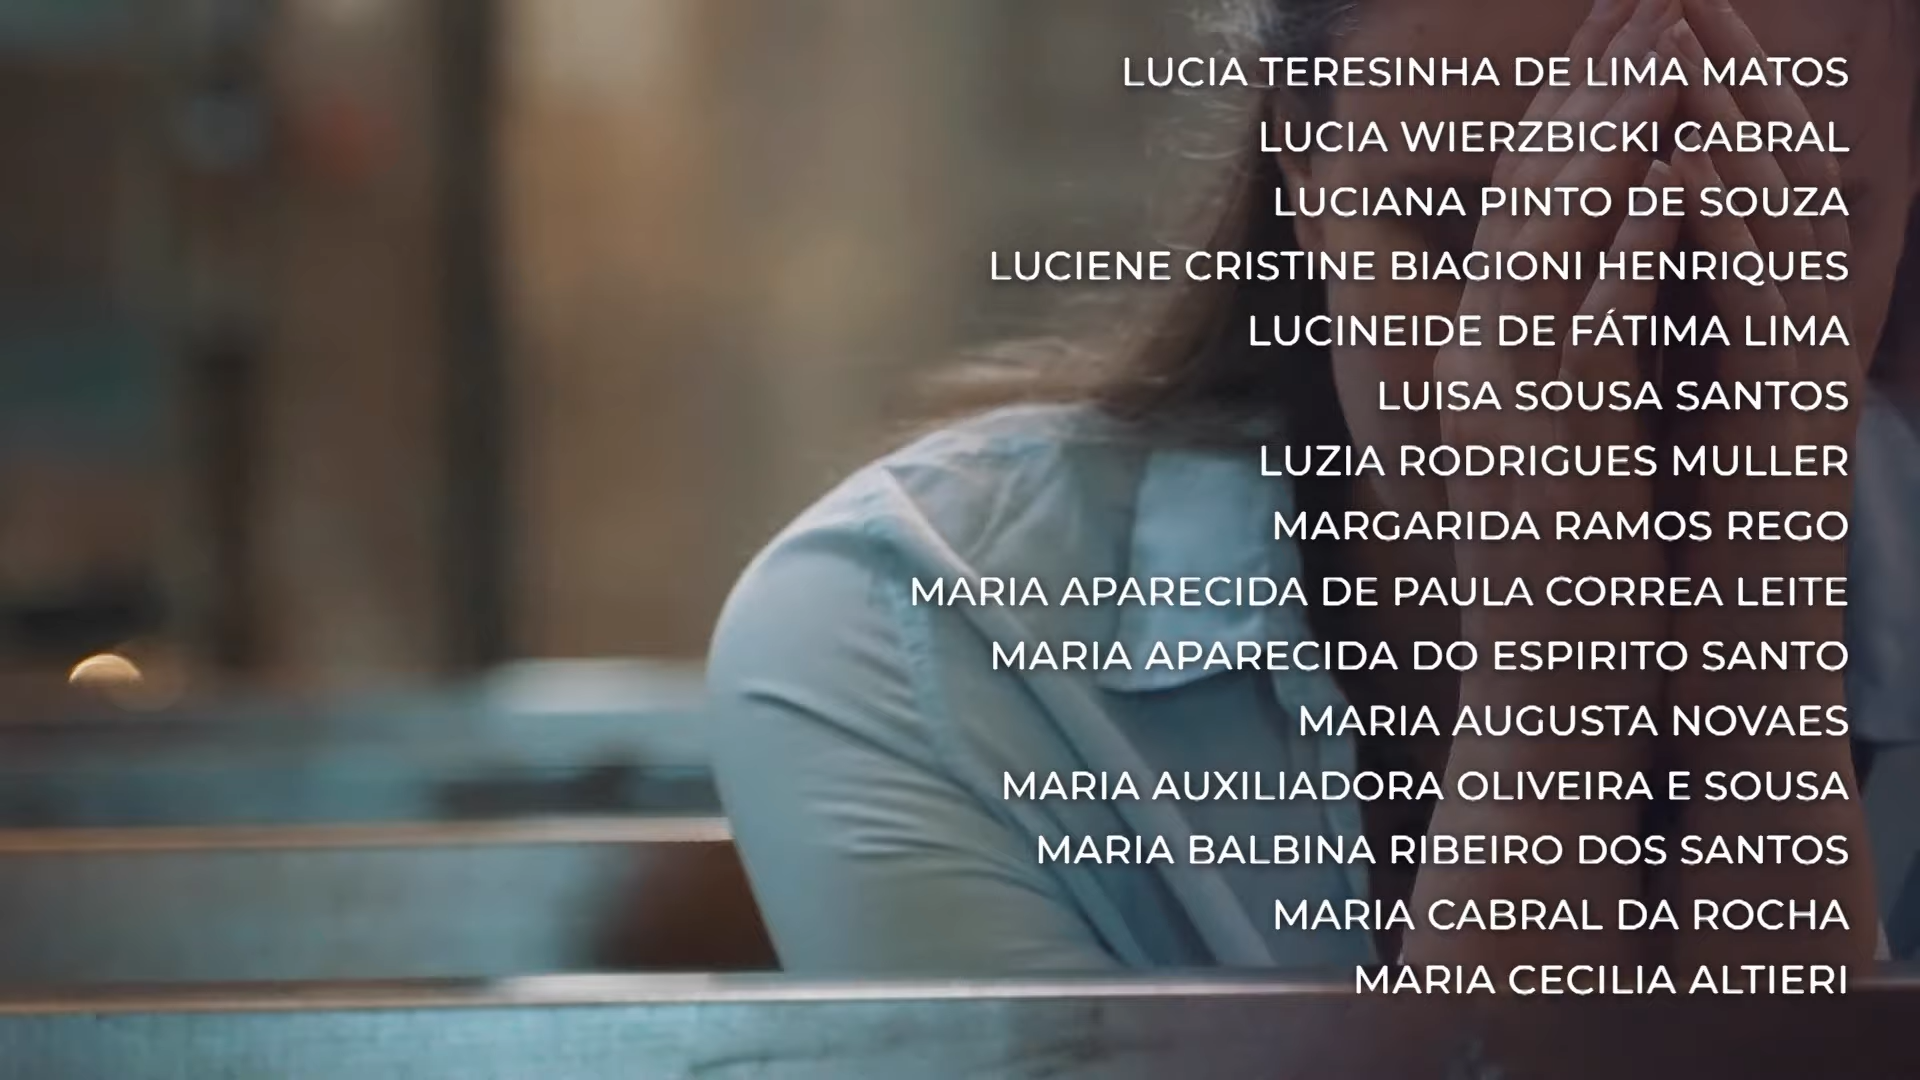 LUCIA TERESINHA DE LIMA MATOS
LUCIA WIERZBICKI CABRAL
LUCIANA PINTO DE SOUZA
LUCIENE CRISTINE BIAGIONI HENRIQUES
LUCINEIDE DE FÁTIMA LIMA
LUISA SOUSA SANTOS
LUZIA RODRIGUES MULLER
MARGARIDA RAMOS REGO
MARIA APARECIDA DE PAULA CORREA LEITE
MARIA APARECIDA DO ESPIRITO SANTO
MARIA AUGUSTA NOVAES
MARIA AUXILIADORA OLIVEIRA E SOUSA
MARIA BALBINA RIBEIRO DOS SANTOS
MARIA CABRAL DA ROCHA
MARIA CECILIA ALTIERI